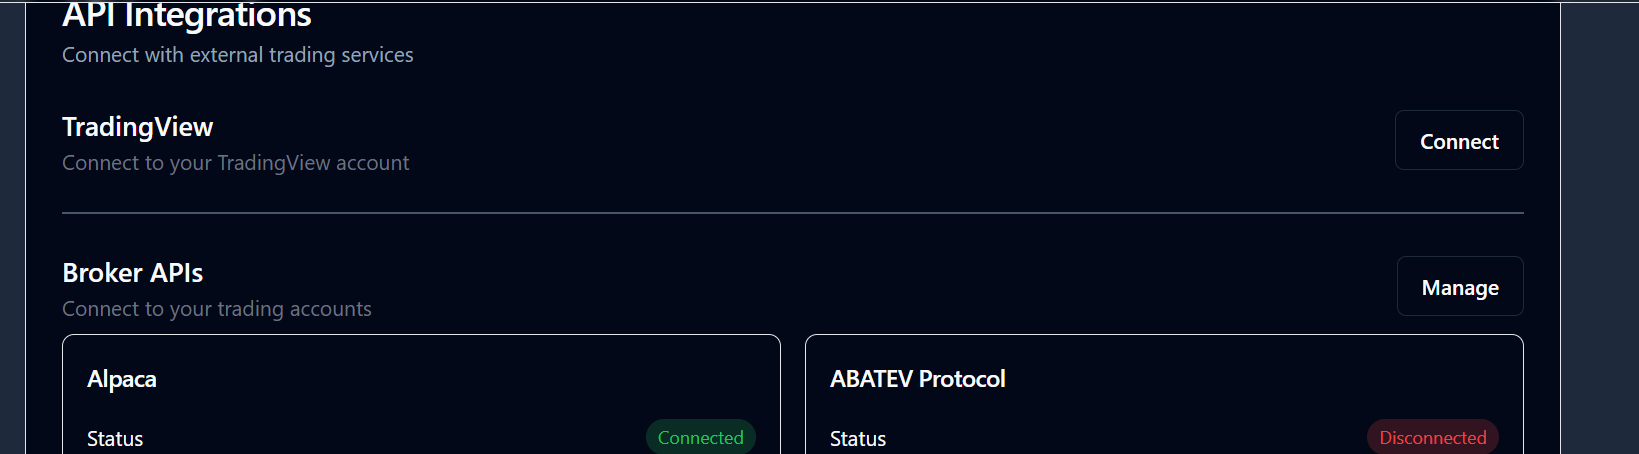 API Integrations
Connect with external trading services
TradingView
Connect to your TradingView account
Connect
Broker APIs
Connect to your trading accounts
Manage
Alpaca
Status
Connected
ABATEV Protocol
Status
Disconnected